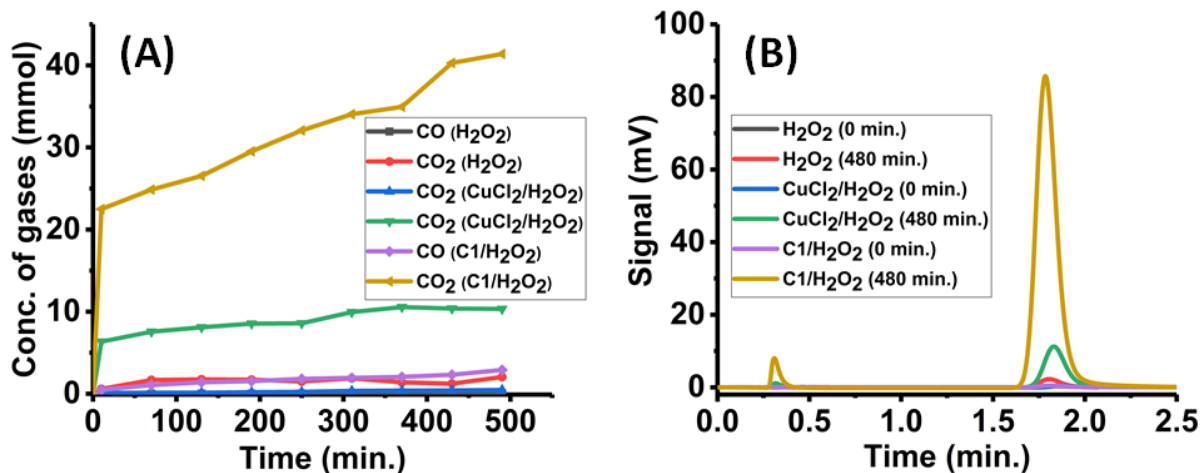 (A)
Conc. of gases (mmol)
40
30
20
10
0
CO (H₂O₂)
CO₂ (H₂O₂)
CO₂ (CuCl₂/H₂O₂)
CO₂ (CuCl₂/H₂O₂)
CO (C1/H₂O₂)
CO₂ (C1/H₂O₂)
0 100 200 300 400 500
Time (min.)
(B)
Signal (mV)
100
80
60
40
20
0
H₂O₂ (0 min.)
H₂O₂ (480 min.)
CuCl₂/H₂O₂ (0 min.)
CuCl₂/H₂O₂ (480 min.)
C1/H₂O₂ (0 min.)
C1/H₂O₂ (480 min.)
0.0 0.5 1.0 1.5 2.0 2.5
Time (min.)